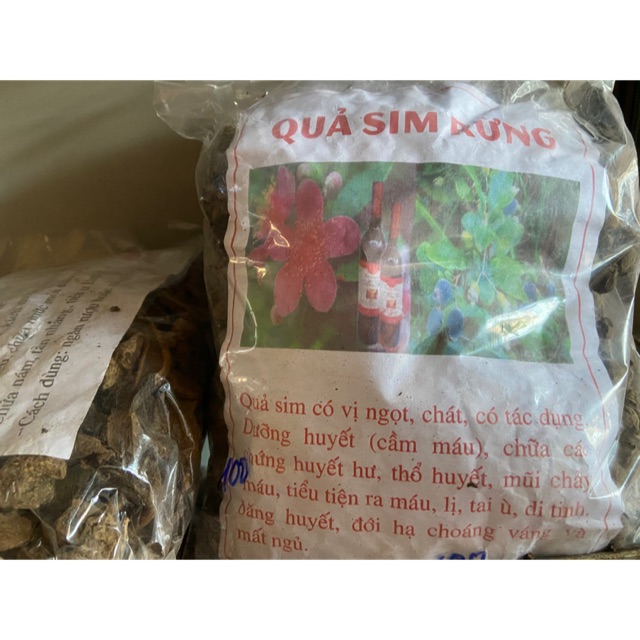 QUẢ SIM RỪNG
Quả sim có vị ngọt, chát, có tác dụng
Dưỡng huyết (cầm máu), chữa các
chứng huyết hư, thổ huyết, mũi chảy
máu, tiểu tiện ra máu, lị, tai ù, di tinh.
băng huyết, đới hạ choáng váng và
mất ngủ.
100
-Cách dùng: ngâm